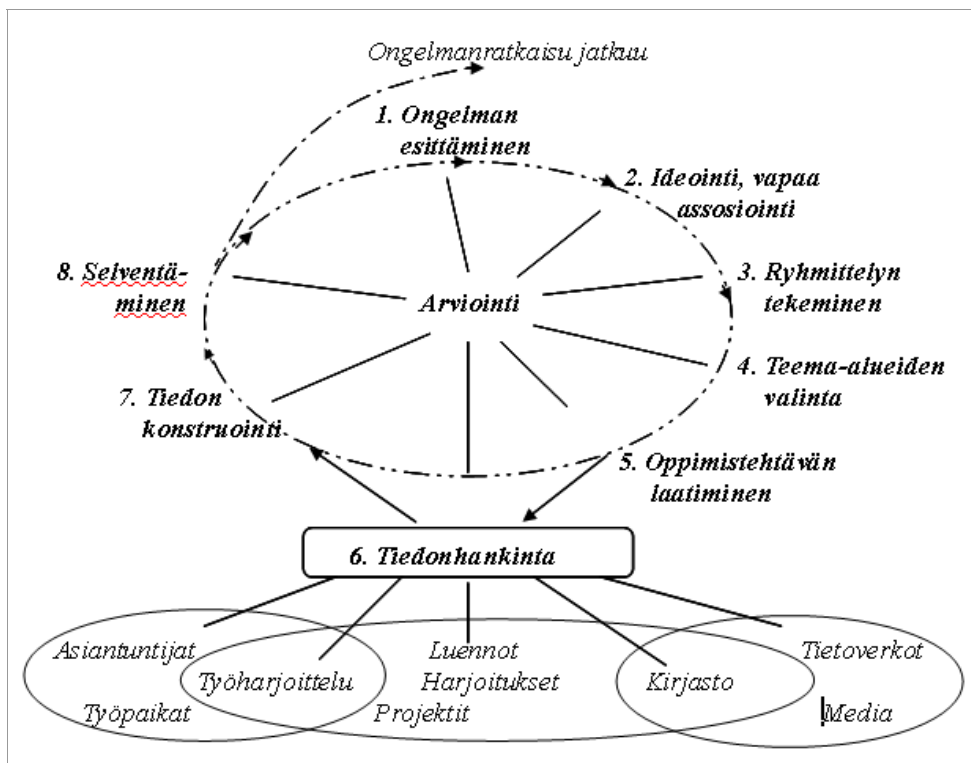 Ongelmanratkaisu jatkuu
1. Ongelman
esittäminen
2. Ideointi, vapaa
assosiointi
3. Ryhmittelyn
tekeminen
4. Teema-alueiden
valinta
5. Oppimistehtävän
laatiminen
6. Tiedonhankinta
7. Tiedon
konstruointi
8. Selventä-
minen
Arviointi
Asiantuntijat
Työharjoittelu
Työpaikat
Luennot
Harjoitukset
Projektit
Kirjasto
Tietoverkot
Media